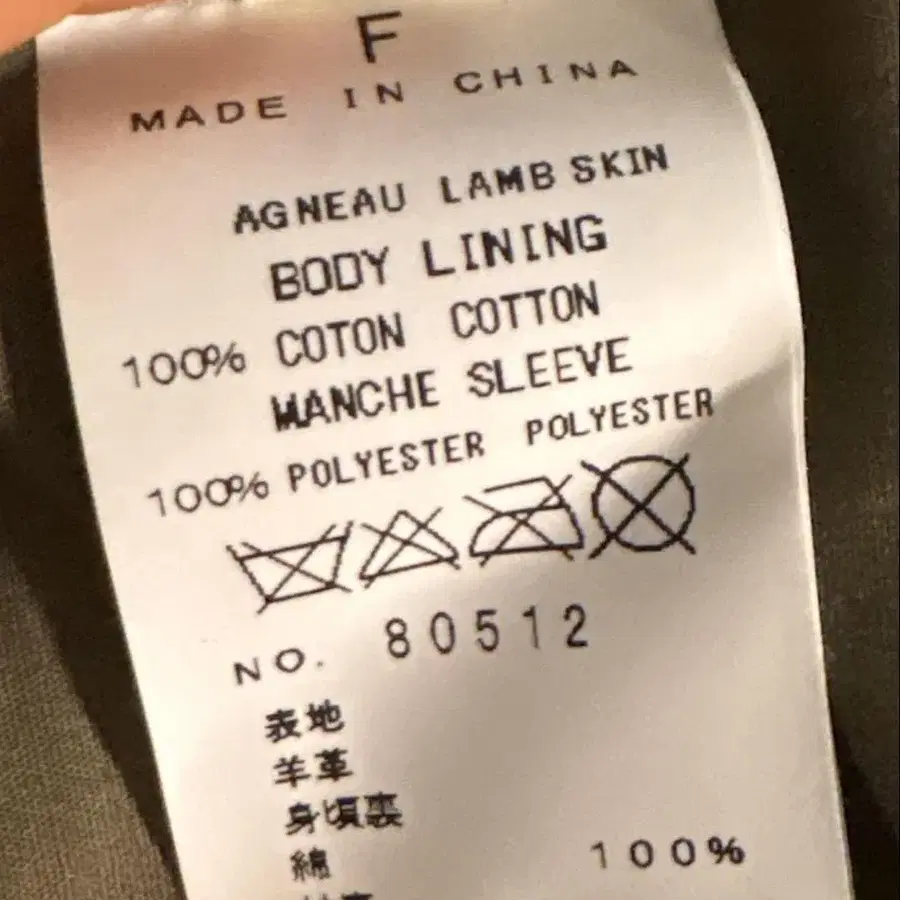 F
MADE IN CHINA
AGNEAU LAMB SKIN
BODY LINING
100% COTON COTTON
MANCHE SLEEVE
100% POLYESTER POLYESTER
NO. 80512
表地
羊革
身頃裏
綿 100%